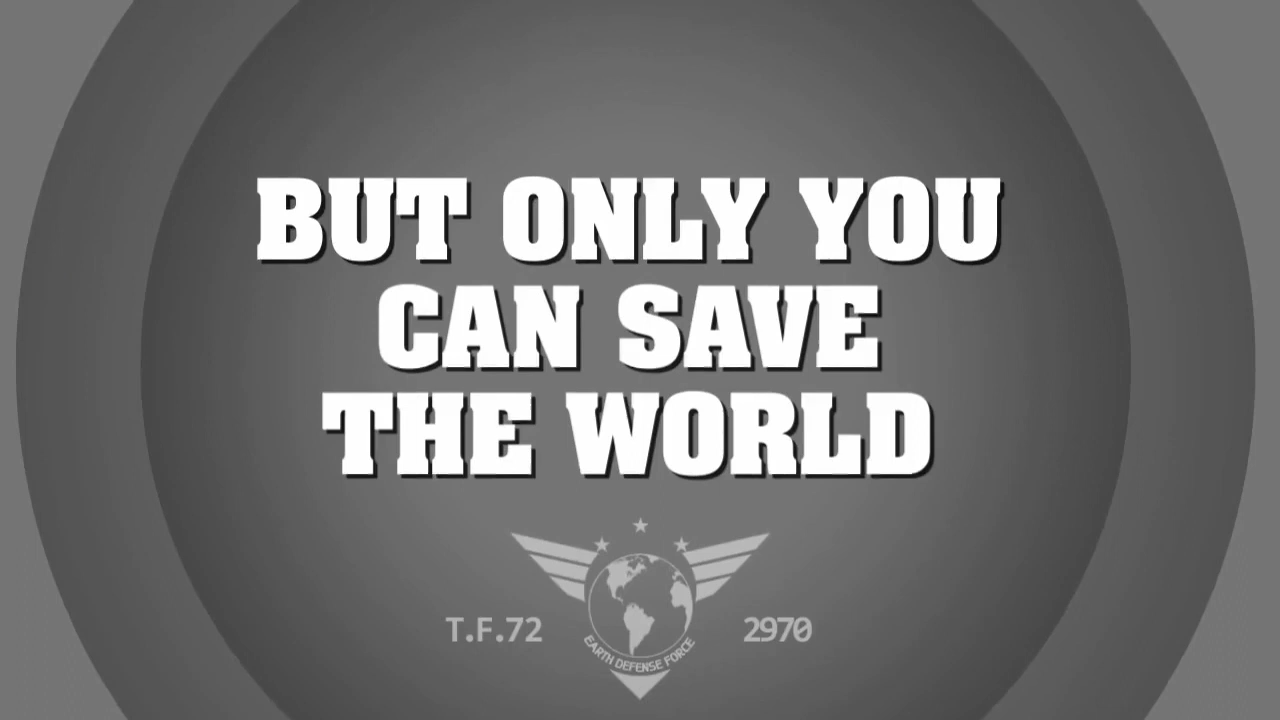 BUT ONLY YOU
CAN SAVE
THE WORLD
T.F.72
2970
EARTH DEFENSE FORCE